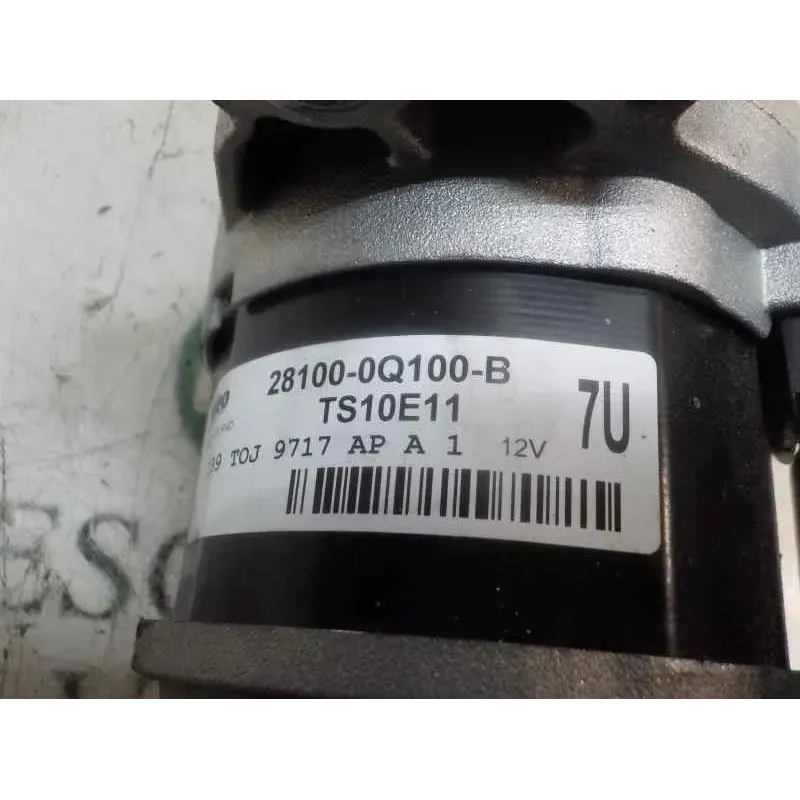 28100-0Q100-B
TS10E11
7U
TOJ 9717 AP A 1 12V